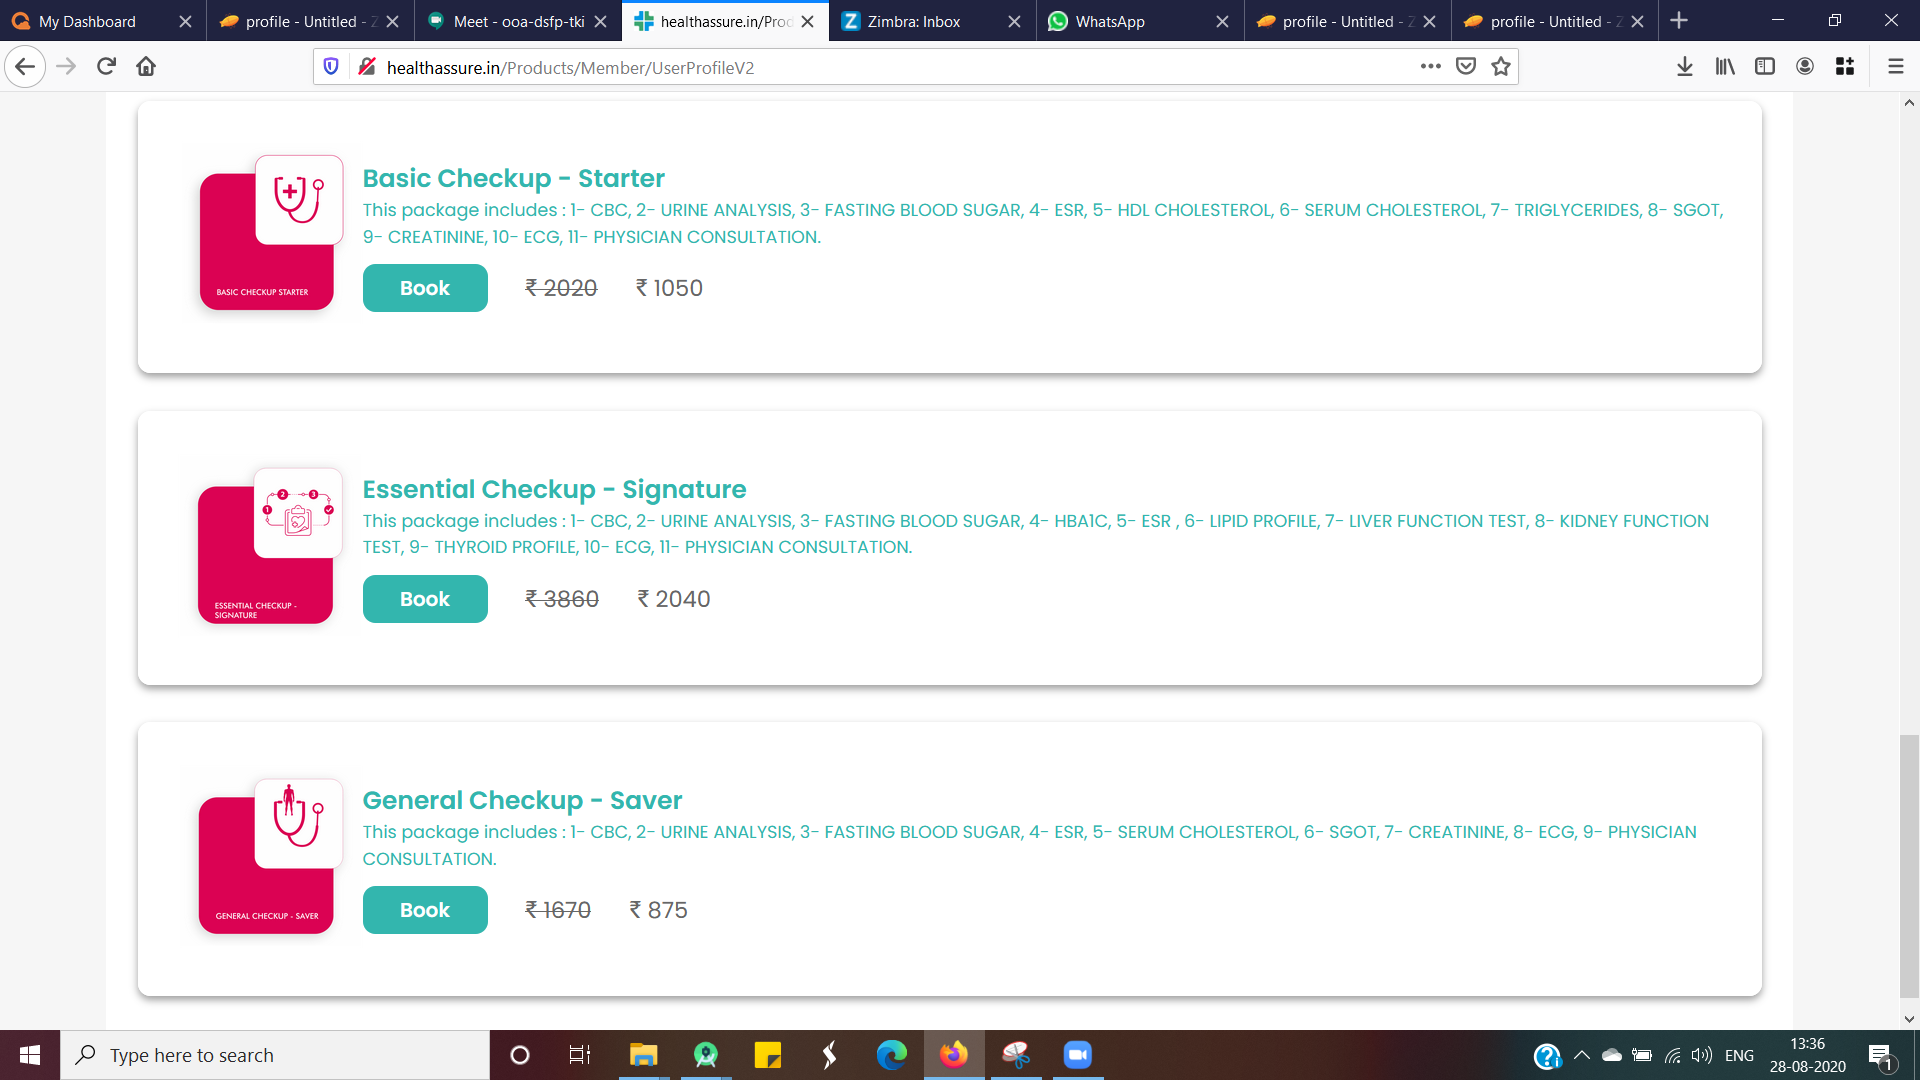 My Dashboard
profile - Untitled - Z
Meet - ooa-dsfp-tki
healthassure.in/Prod
Zimbra: Inbox
WhatsApp
profile - Untitled - Z
profile - Untitled - Z
healthassure.in/Products/Member/UserProfileV2
Basic Checkup - Starter
This package includes : 1- CBC, 2- URINE ANALYSIS, 3- FASTING BLOOD SUGAR, 4- ESR, 5- HDL CHOLESTEROL, 6- SERUM CHOLESTEROL, 7- TRIGLYCERIDES, 8- SGOT,
9- CREATININE, 10- ECG, 11- PHYSICIAN CONSULTATION.
BASIC CHECKUP STARTER
Book ₹ 2020 ₹ 1050
Essential Checkup - Signature
1 2 3
This package includes : 1- CBC, 2- URINE ANALYSIS, 3- FASTING BLOOD SUGAR, 4- HBA1C, 5- ESR , 6- LIPID PROFILE, 7- LIVER FUNCTION TEST, 8- KIDNEY FUNCTION
TEST, 9- THYROID PROFILE, 10- ECG, 11- PHYSICIAN CONSULTATION.
ESSENTIAL CHECKUP -
SIGNATURE
Book ₹ 3860 ₹ 2040
General Checkup - Saver
This package includes : 1- CBC, 2- URINE ANALYSIS, 3- FASTING BLOOD SUGAR, 4- ESR, 5- SERUM CHOLESTEROL, 6- SGOT, 7- CREATININE, 8- ECG, 9- PHYSICIAN
CONSULTATION.
GENERAL CHECKUP - SAVER
Book ₹ 1670 ₹ 875
Type here to search
ENG
13:36
28-08-2020
1